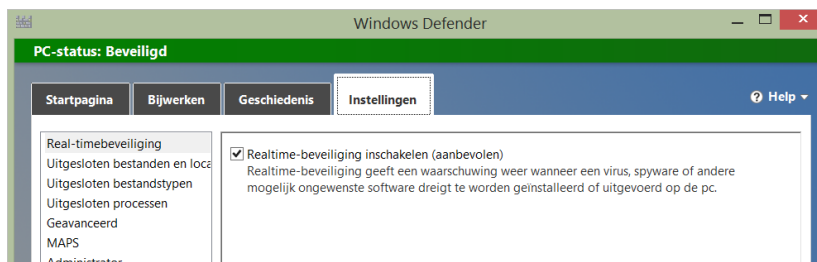 Windows Defender
PC-status: Beveiligd
Startpagina Bijwerken Geschiedenis Instellingen Help
Real-timebeveiliging
Uitgesloten bestanden en loca
Uitgesloten bestandstypen
Uitgesloten processen
Geavanceerd
MAPS
Administrator
Realtime-beveiliging inschakelen (aanbevolen)
Realtime-beveiliging geeft een waarschuwing weer wanneer een virus, spyware of andere
mogelijk ongewenste software dreigt te worden geïnstalleerd of uitgevoerd op de pc.